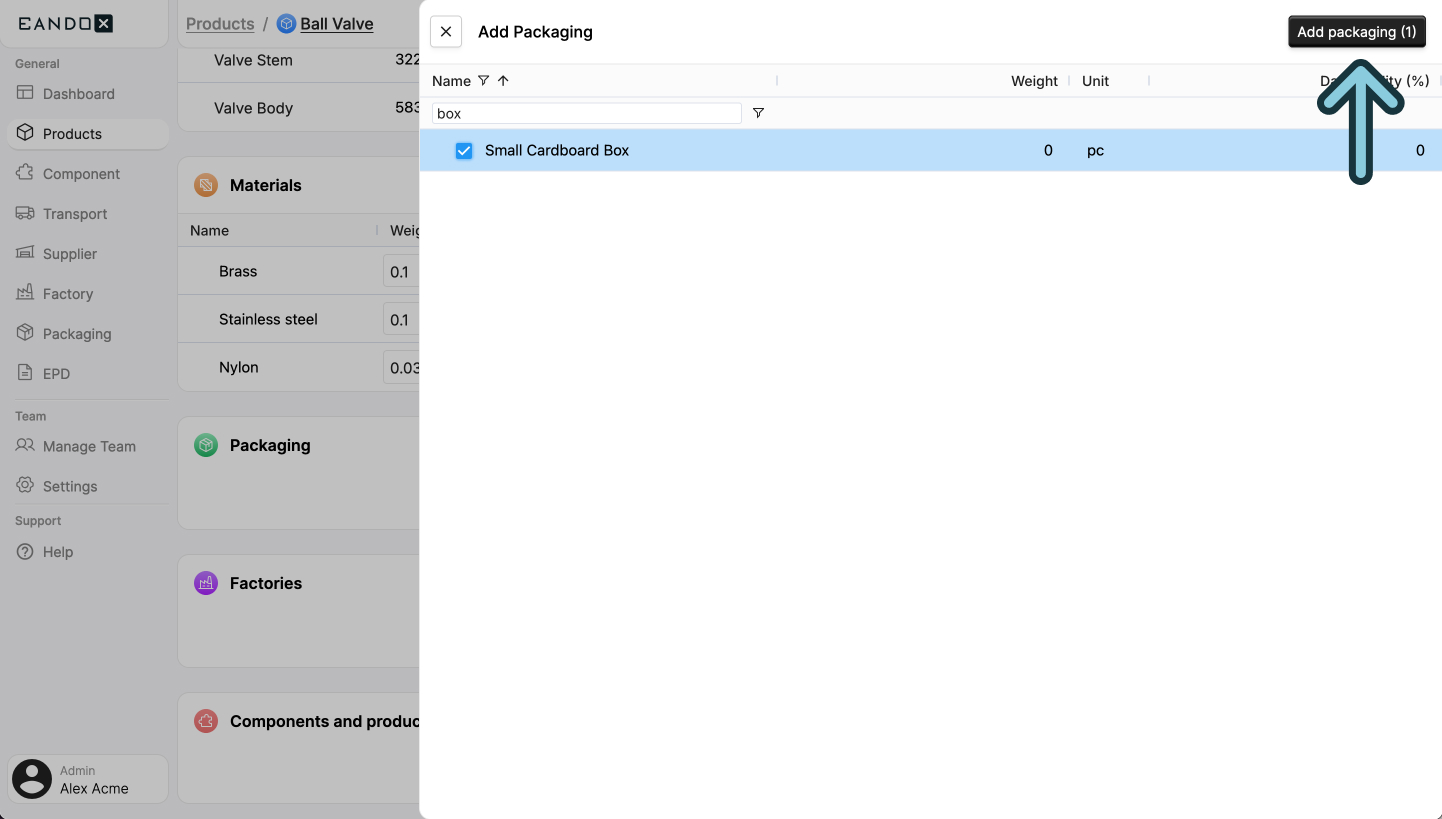 EANDOX
General
Dashboard
Products
Component
Transport
Supplier
Factory
Packaging
EPD
Team
Manage Team
Settings
Support
Help
Admin
Alex Acme
Products / Ball Valve
Valve Stem 322
Valve Body 583
Materials
Name Weig
Brass 0.1
Stainless steel 0.1
Nylon 0.03
Packaging
Factories
Components and produc
Add Packaging
Add packaging (1)
Name Weight Unit ity (%)
box
Small Cardboard Box 0 pc 0